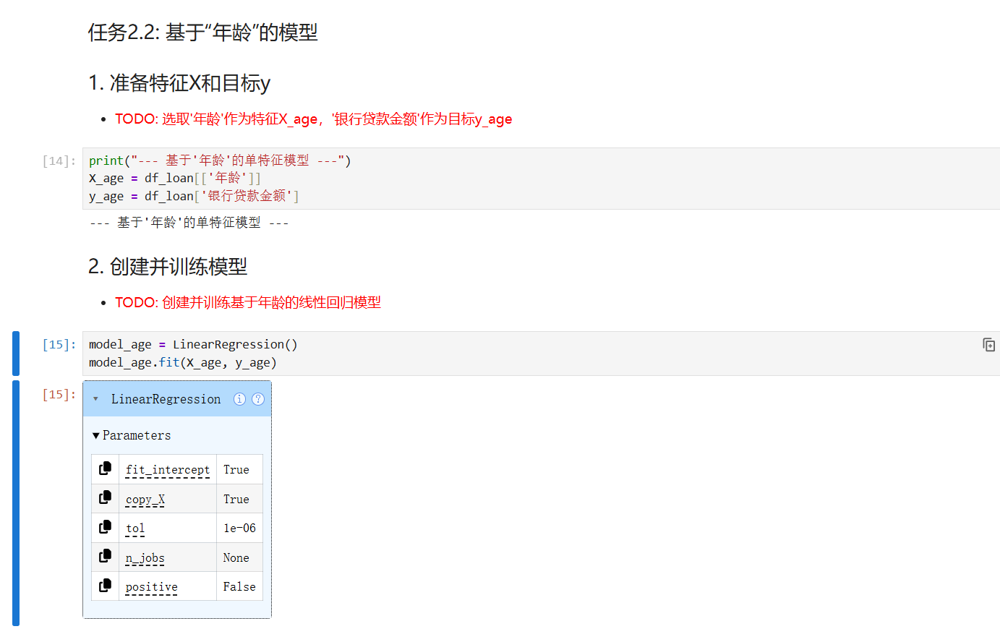 任务2.2: 基于“年龄”的模型
1. 准备特征X和目标y
• TODO: 选取'年龄'作为特征X_age，'银行贷款金额'作为目标y_age
[14]:
print("--- 基于'年龄'的单特征模型 ---")
X_age = df_loan[['年龄']]
y_age = df_loan['银行贷款金额']
--- 基于'年龄'的单特征模型 ---
2. 创建并训练模型
• TODO: 创建并训练基于年龄的线性回归模型
[15]:
model_age = LinearRegression()
model_age.fit(X_age, y_age)
[15]:
▾ LinearRegression i ?
▼Parameters
fit_intercept True
copy_X True
tol 1e-06
n_jobs None
positive False